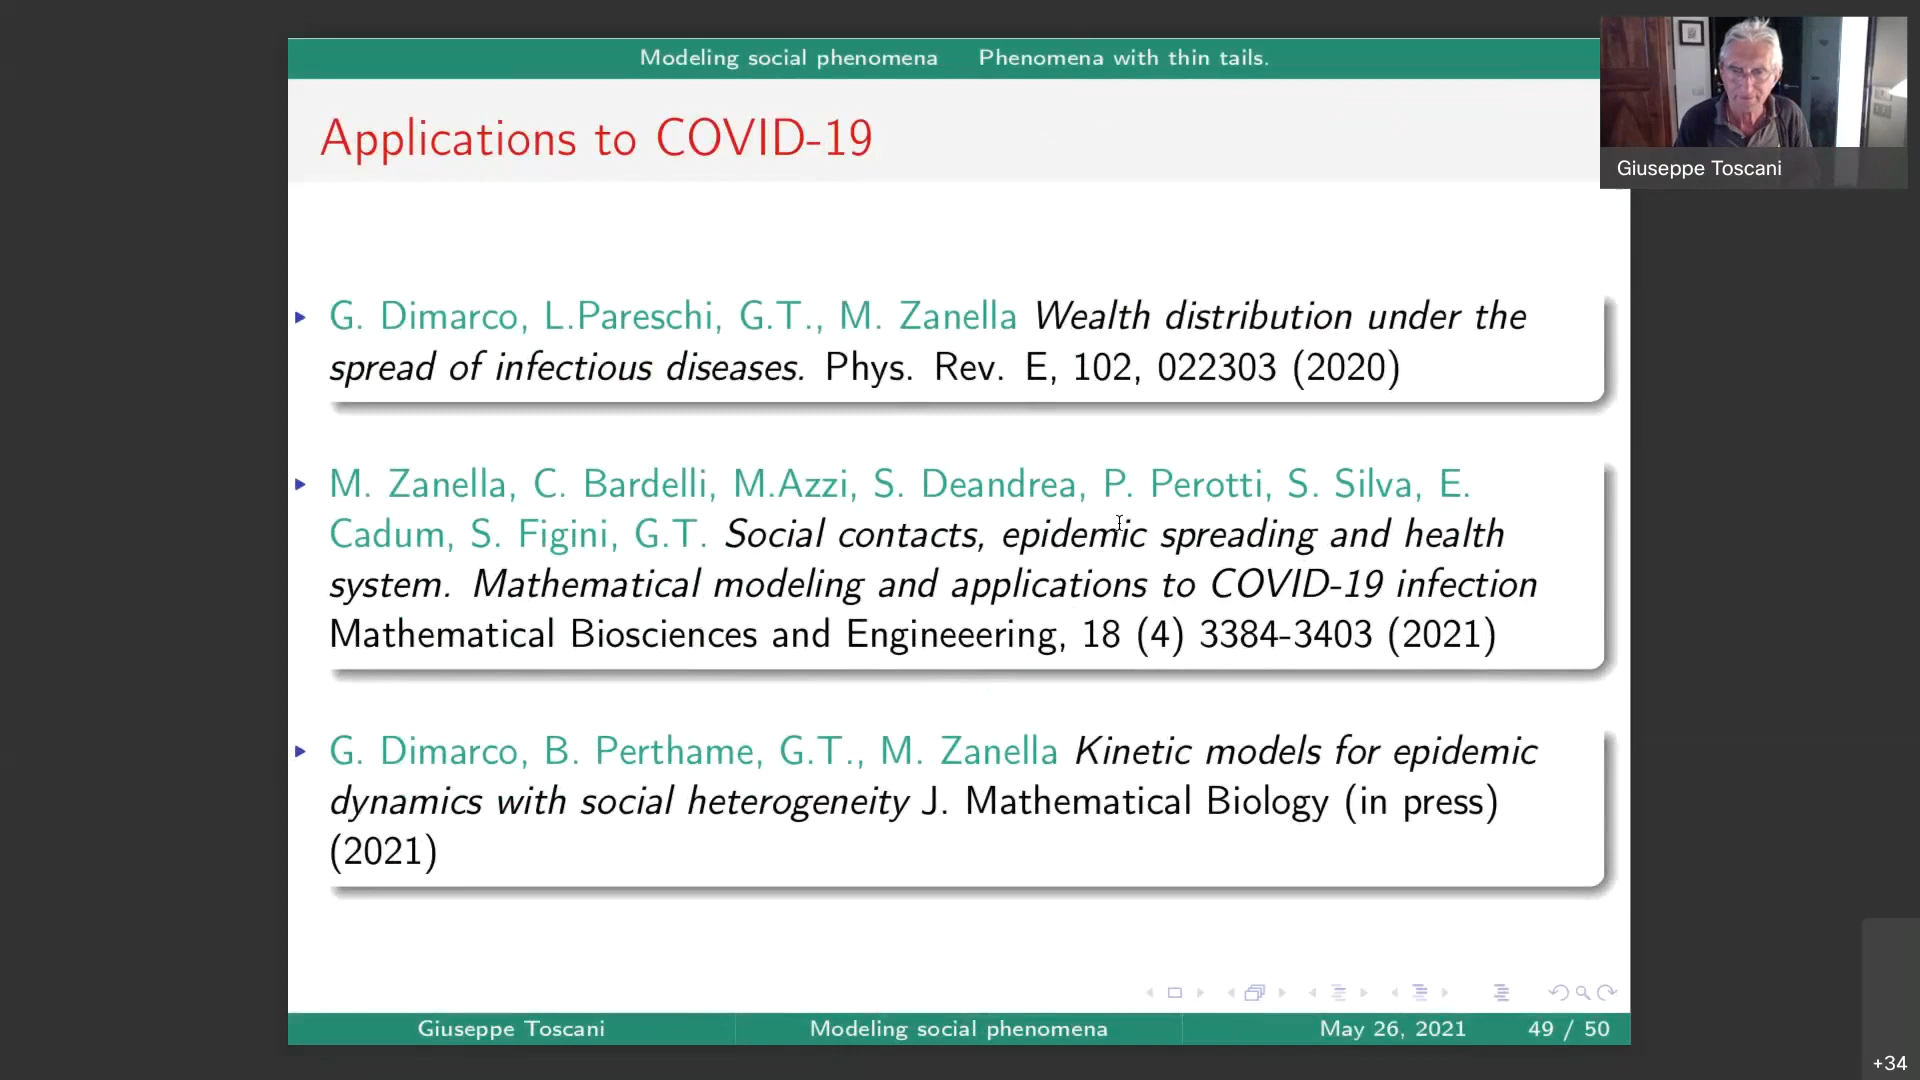 Modeling social phenomena Phenomena with thin tails.
Applications to COVID-19
Giuseppe Toscani
G. Dimarco, L.Pareschi, G.T., M. Zanella Wealth distribution under the
spread of infectious diseases. Phys. Rev. E, 102, 022303 (2020)
M. Zanella, C. Bardelli, M.Azzi, S. Deandrea, P. Perotti, S. Silva, E.
Cadum, S. Figini, G.T. Social contacts, epidemic spreading and health
system. Mathematical modeling and applications to COVID-19 infection
Mathematical Biosciences and Engineeering, 18 (4) 3384-3403 (2021)
G. Dimarco, B. Perthame, G.T., M. Zanella Kinetic models for epidemic
dynamics with social heterogeneity J. Mathematical Biology (in press)
(2021)
Giuseppe Toscani Modeling social phenomena May 26, 2021 49 / 50
+34